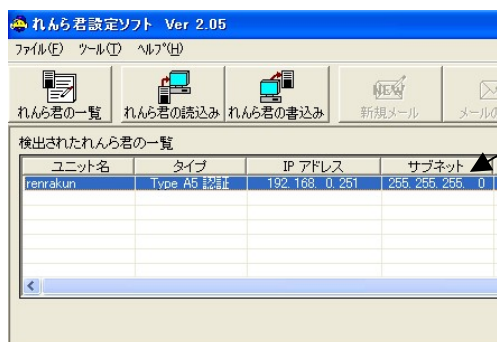 れんら君設定ソフト Ver 2.05
ファイル(F) ツール(T) ヘルプ(H)
れんら君の一覧 れんら君の読込み れんら君の書込み 新規メール メールの
検出されたれんら君の一覧
ユニット名 タイプ IP アドレス サブネット
renrakun Type A5 認証 192.168. 0.251 255.255.255. 0